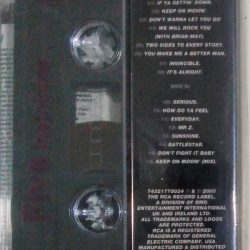 IF YA GETTIN' DOWN.
KEEP ON MOVIN'.
DON'T WANNA LET YOU GO
WE WILL ROCK YOU
(WITH BRIAN MAY).
TWO SIDES TO EVERY STORY.
YOU MAKE ME A BETTER MAN.
INVINCIBLE.
IT'S ALRIGHT.
SERIOUS.
HOW DO YA FEEL
EVERYDAY.
MR Z.
SUNSHINE.
BATTLESTAR.
DON'T FIGHT IT BABY
KEEP ON MOVIN' (MIX).
74321778024 ℗ & © 2000
THE RCA RECORD LABEL,
A DIVISION OF BMG
ENTERTAINMENT INTERNATIONAL
UK AND IRELAND LTD.
ALL TRADEMARKS AND LOGOS
ARE PROTECTED.
RCA IS A REGISTERED
TRADEMARK OF GENERAL
ELECTRIC COMPANY, USA.
MANUFACTURED & DISTRIBUTED